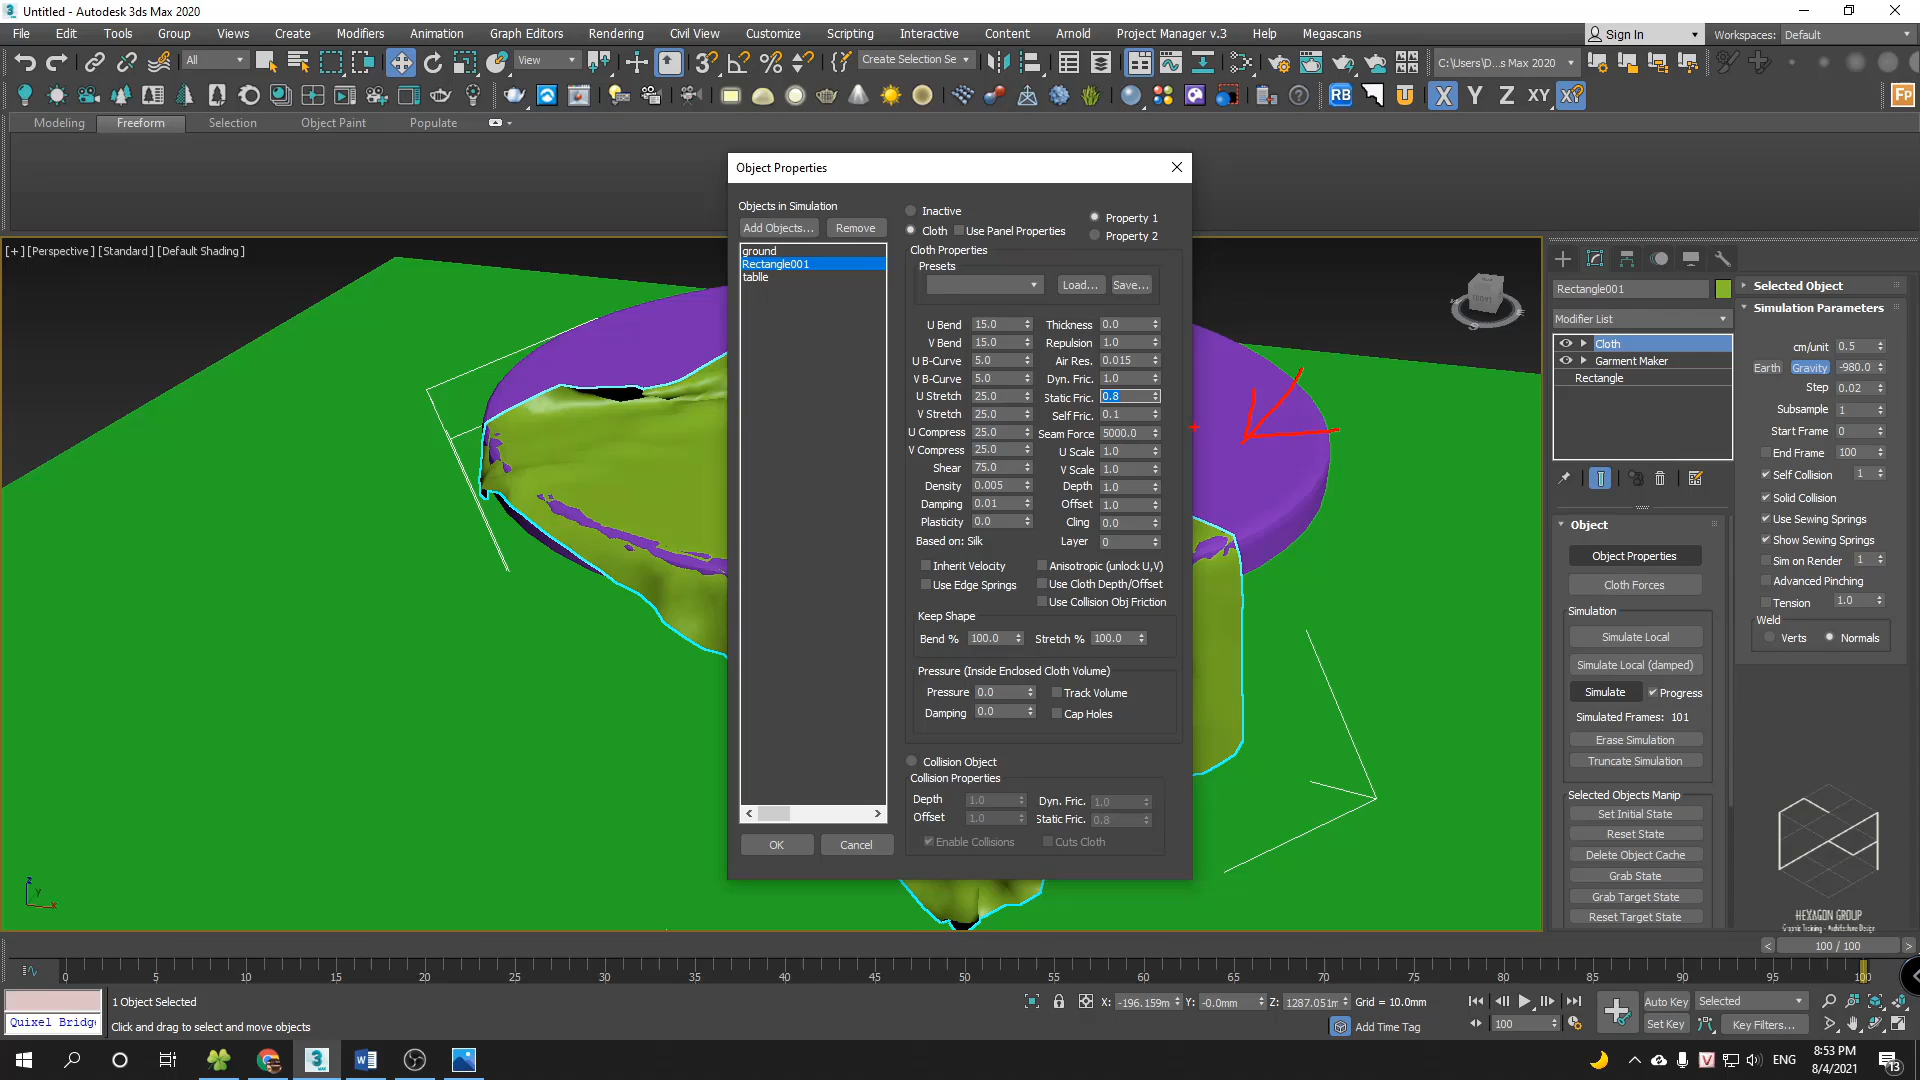 Untitled - Autodesk 3ds Max 2020
File Edit Tools Group Views Create Modifiers Animation Graph Editors Rendering Civil View Customize Scripting Interactive Content Arnold Project Manager v.3 Help Megascans Sign In Workspaces: Default
All View Create Selection Se C:\Users\D...s Max 2020
RB X Y Z XY Fp
Modeling Freeform Selection Object Paint Populate
[+] [Perspective] [Standard] [Default Shading]
Object Properties
Objects in Simulation
Add Objects... Remove
ground
Rectangle001
tablle
OK Cancel
Inactive
Cloth Use Panel Properties
Property 1
Property 2
Cloth Properties
Presets
Load... Save...
U Bend 15.0 Thickness 0.0
V Bend 15.0 Repulsion 1.0
U B-Curve 5.0 Air Res. 0.015
V B-Curve 5.0 Dyn. Fric. 1.0
U Stretch 25.0 Static Fric. 0.8
V Stretch 25.0 Self Fric. 0.1
U Compress 25.0 Seam Force 5000.0
V Compress 25.0 U Scale 1.0
Shear 75.0 V Scale 1.0
Density 0.005 Depth 1.0
Damping 0.01 Offset 1.0
Plasticity 0.0 Cling 0.0
Based on: Silk Layer 0
Inherit Velocity Anisotropic (unlock U,V)
Use Edge Springs Use Cloth Depth/Offset
Use Collision Obj Friction
Keep Shape
Bend % 100.0 Stretch % 100.0
Pressure (Inside Enclosed Cloth Volume)
Pressure 0.0 Track Volume
Damping 0.0 Cap Holes
Collision Object
Collision Properties
Depth 1.0 Dyn. Fric. 1.0
Offset 1.0 Static Fric. 0.8
Enable Collisions Cuts Cloth
Rectangle001
Modifier List
Cloth
Garment Maker
Rectangle
Object
Object Properties
Cloth Forces
Simulation
Simulate Local
Simulate Local (damped)
Simulate Progress
Simulated Frames: 101
Erase Simulation
Truncate Simulation
Selected Objects Manip
Set Initial State
Reset State
Delete Object Cache
Grab State
Grab Target State
Reset Target State
Selected Object
Simulation Parameters
cm/unit 0.5
Earth Gravity -980.0
Step 0.02
Subsample 1
Start Frame 0
End Frame 100
Self Collision 1
Solid Collision
Use Sewing Springs
Show Sewing Springs
Sim on Render 1
Advanced Pinching
Tension 1.0
Weld
Verts Normals
HEXAGON GROUP
Graphic Training - Architecture Design
100 / 100
0 5 10 15 20 25 30 35 40 45 50 55 60 65 70 75 80 85 90 95 100
1 Object Selected X: -196.159m Y: -0.0mm Z: 1287.051m Grid = 10.0mm Auto Key Selected
Quixel Bridg Click and drag to select and move objects Add Time Tag 100 Set Key Key Filters...
ENG 8:53 PM
8/4/2021 13